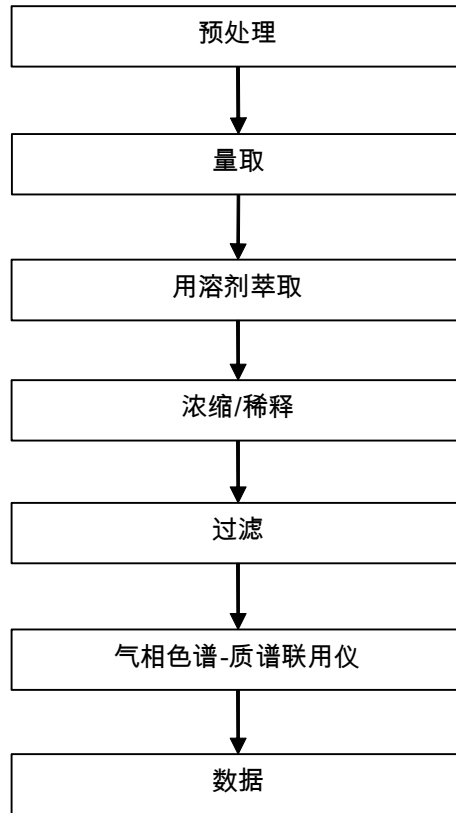 预处理
量取
用溶剂萃取
浓缩/稀释
过滤
气相色谱-质谱联用仪
数据